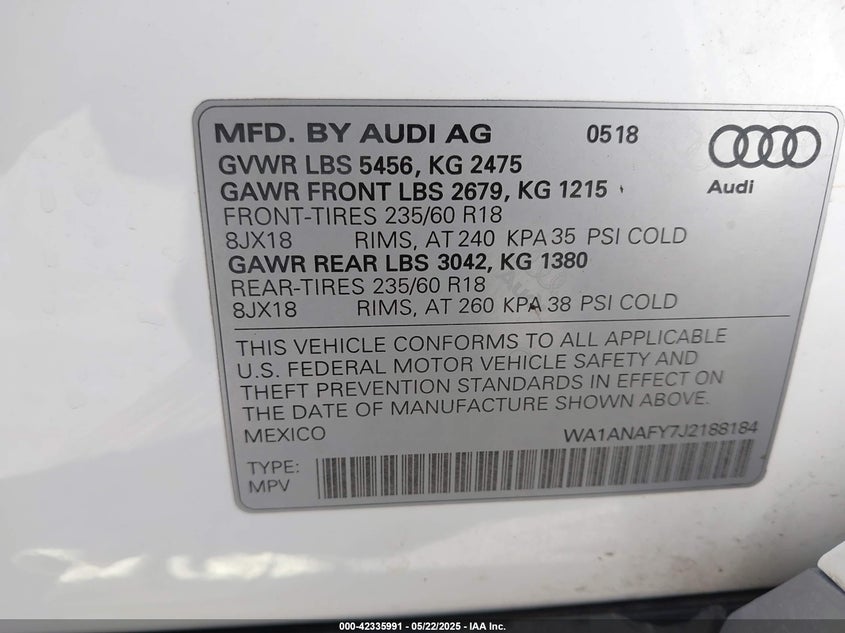 MFD. BY AUDI AG 0518
Audi
GVWR LBS 5456, KG 2475
GAWR FRONT LBS 2679, KG 1215
FRONT-TIRES 235/60 R18
8JX18 RIMS, AT 240 KPA 35 PSI COLD
GAWR REAR LBS 3042, KG 1380
REAR-TIRES 235/60 R18
8JX18 RIMS, AT 260 KPA 38 PSI COLD
THIS VEHICLE CONFORMS TO ALL APPLICABLE
U.S. FEDERAL MOTOR VEHICLE SAFETY AND
THEFT PREVENTION STANDARDS IN EFFECT ON
THE DATE OF MANUFACTURE SHOWN ABOVE.
MEXICO WA1ANAFY7J2188184
TYPE:
MPV
000-42335991 - 05/22/2025 - IAA Inc.